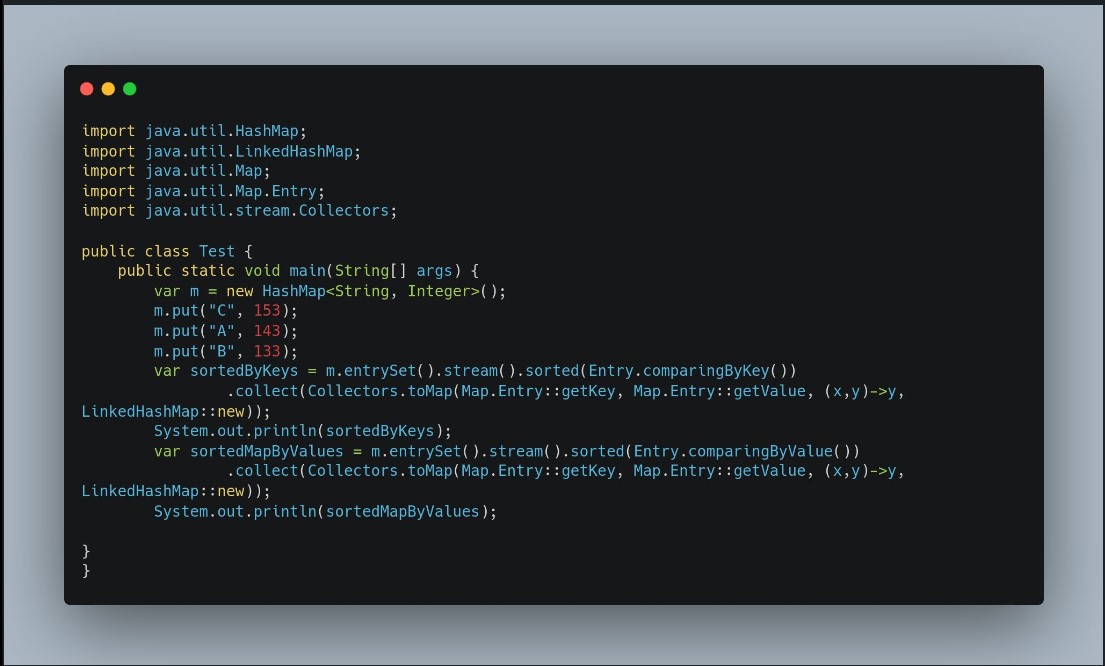 import java.util.HashMap;
import java.util.LinkedHashMap;
import java.util.Map;
import java.util.Map.Entry;
import java.util.stream.Collectors;

public class Test {
    public static void main(String[] args) {
        var m = new HashMap<String, Integer>();
        m.put("C", 153);
        m.put("A", 143);
        m.put("B", 133);
        var sortedByKeys = m.entrySet().stream().sorted(Entry.comparingByKey())
                .collect(Collectors.toMap(Map.Entry::getKey, Map.Entry::getValue, (x,y)->y,
LinkedHashMap::new));
        System.out.println(sortedByKeys);
        var sortedMapByValues = m.entrySet().stream().sorted(Entry.comparingByValue())
                .collect(Collectors.toMap(Map.Entry::getKey, Map.Entry::getValue, (x,y)->y,
LinkedHashMap::new));
        System.out.println(sortedMapByValues);

}
}